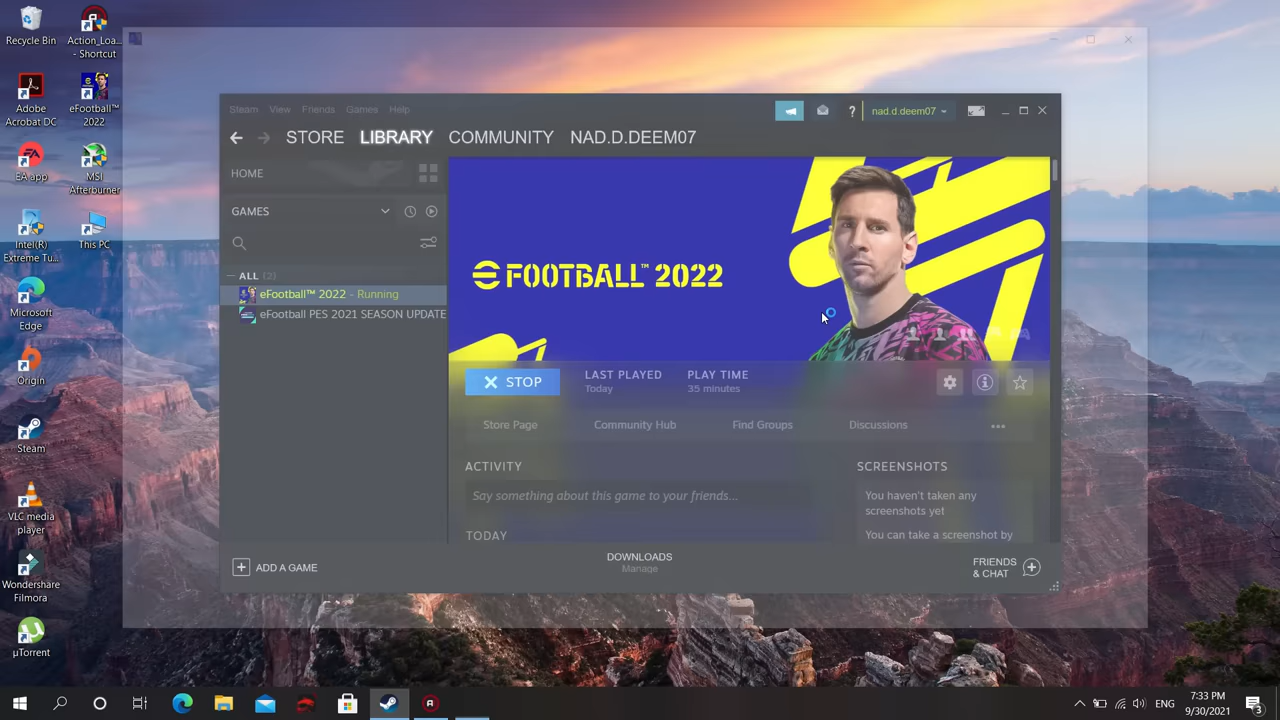 Recycle Bin
Action_Loa...
- Shortcut
Adobe
Acrobat DC
eFootball™
2022
EA app
MSI
Afterburner
Intel(R)
Extreme Tu...
This PC
Microsoft
Edge
Origin
Steam
VLC media
player
Wondershare
Filmora
µTorrent
Steam View Friends Games Help
? nad.d.deem07
STORE LIBRARY COMMUNITY NAD.D.DEEM07
HOME
GAMES
ALL (2)
eFootball™ 2022 - Running
eFootball PES 2021 SEASON UPDATE
FOOTBALL™ 2022
STOP
LAST PLAYED
Today
PLAY TIME
35 minutes
Store Page Community Hub Find Groups Discussions
ACTIVITY
Say something about this game to your friends...
TODAY
SCREENSHOTS
You haven't taken any
screenshots yet
You can take a screenshot by
ADD A GAME
DOWNLOADS
Manage
FRIENDS
& CHAT
ENG
7:33 PM
9/30/2021
3